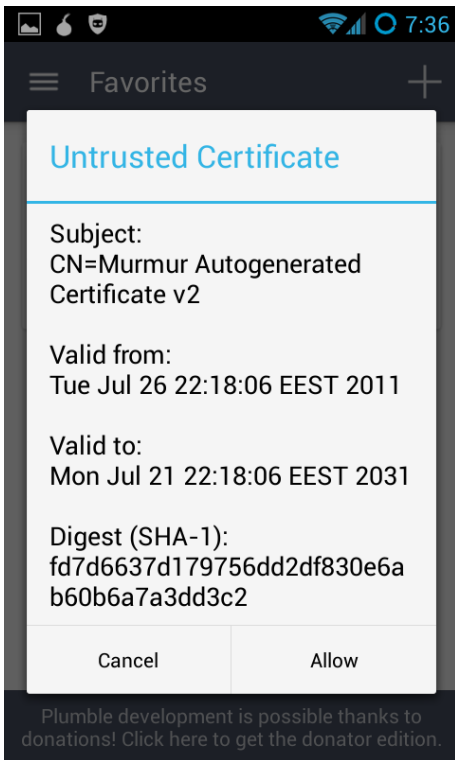 7:36
Favorites
Untrusted Certificate
Subject:
CN=Murmur Autogenerated
Certificate v2
Valid from:
Tue Jul 26 22:18:06 EEST 2011
Valid to:
Mon Jul 21 22:18:06 EEST 2031
Digest (SHA-1):
fd7d6637d179756dd2df830e6a
b60b6a7a3dd3c2
Cancel Allow
Plumble development is possible thanks to
donations! Click here to get the donator edition.